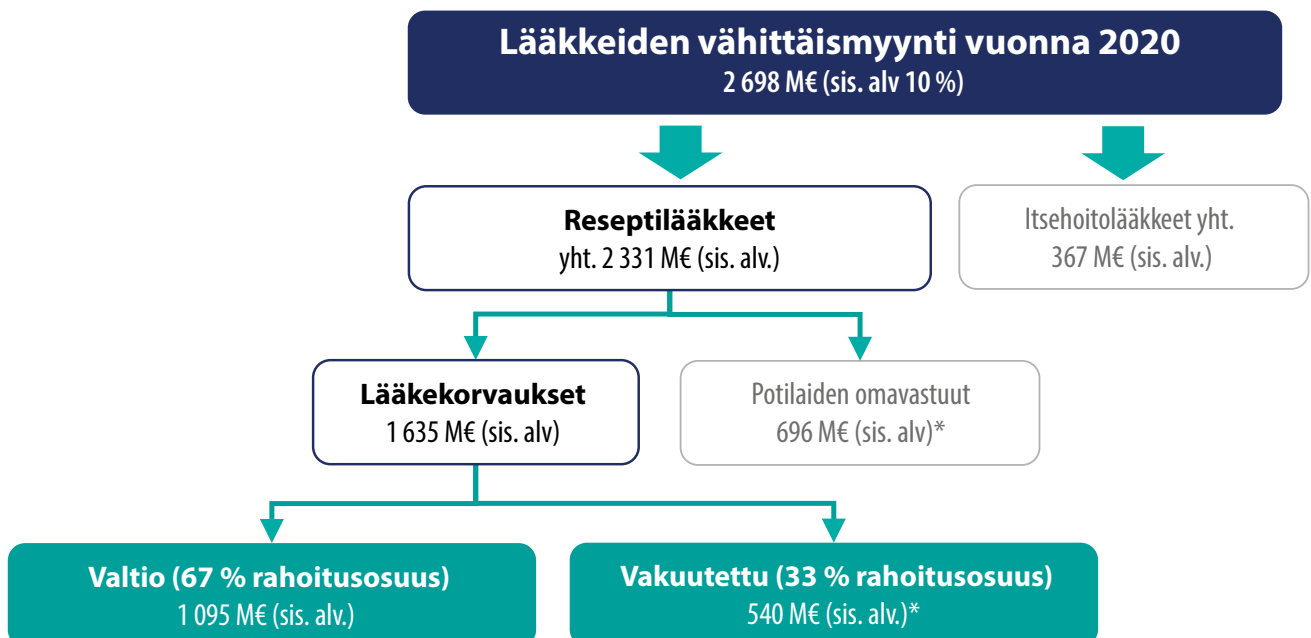 Lääkkeiden vähittäismyynti vuonna 2020
2 698 M€ (sis. alv 10 %)
Reseptilääkkeet
yht. 2 331 M€ (sis. alv.)
Itsehoitolääkkeet yht.
367 M€ (sis. alv.)
Lääkekorvaukset
1 635 M€ (sis. alv)
Potilaiden omavastuut
696 M€ (sis. alv)*
Valtio (67 % rahoitusosuus)
1 095 M€ (sis. alv.)
Vakuutettu (33 % rahoitusosuus)
540 M€ (sis. alv.)*